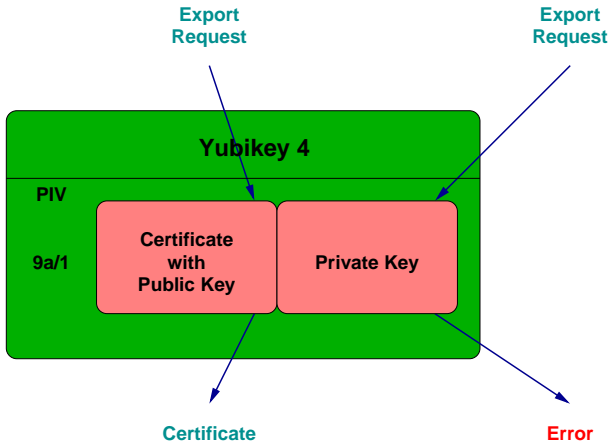 Export
Request
Export
Request
Yubikey 4
PIV
9a/1
Certificate
with
Public Key
Private Key
Certificate
Error